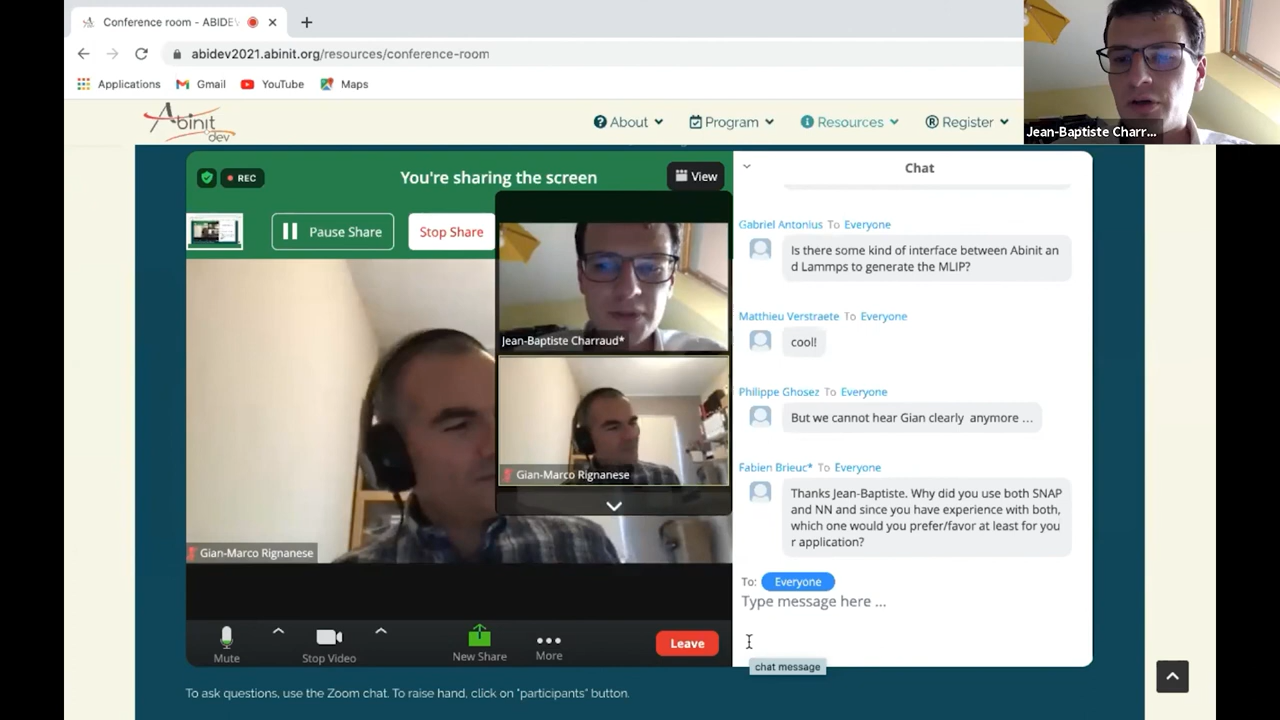 Conference room - ABIDEV
abidev2021.abinit.org/resources/conference-room
Applications Gmail YouTube Maps
Abinit dev
About Program Resources Register
Jean-Baptiste Charr...
REC
You're sharing the screen
View
Pause Share
Stop Share
Jean-Baptiste Charraud*
Gian-Marco Rignanese
Gian-Marco Rignanese
Mute
Stop Video
New Share
More
Leave
Chat
Gabriel Antonius To Everyone
Is there some kind of interface between Abinit an
d Lammps to generate the MLIP?
Matthieu Verstraete To Everyone
cool!
Philippe Ghosez To Everyone
But we cannot hear Gian clearly anymore ...
Fabien Brieuc* To Everyone
Thanks Jean-Baptiste. Why did you use both SNAP
and NN and since you have experience with both,
which one would you prefer/favor at least for you
r application?
To: Everyone
Type message here ...
chat message
To ask questions, use the Zoom chat. To raise hand, click on "participants" button.